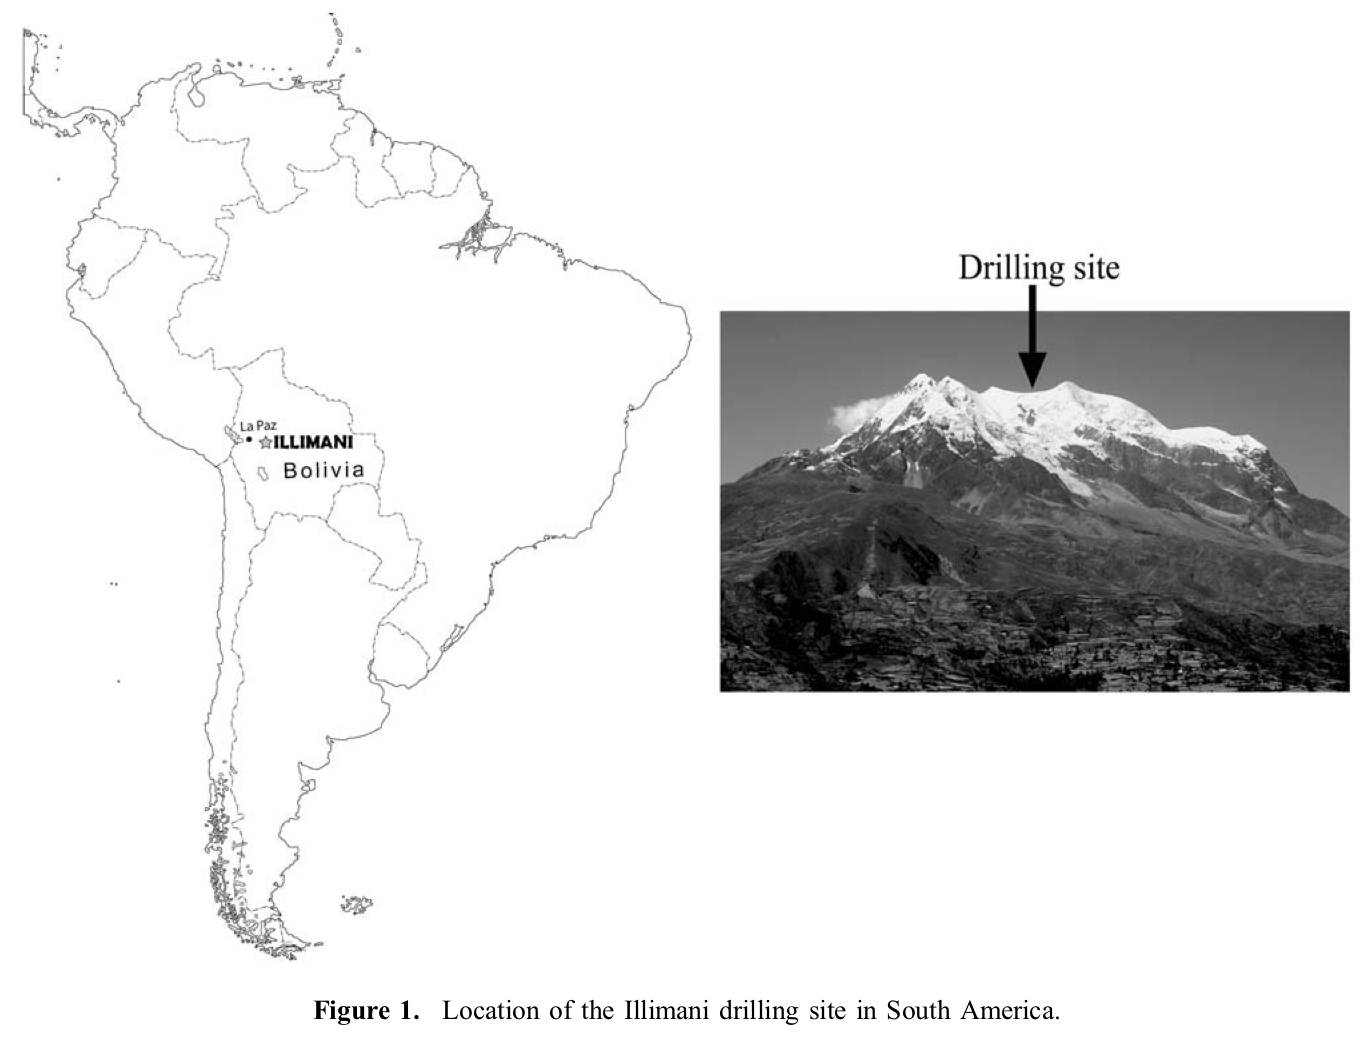 Drilling site
La Paz
ILLIMANI
Bolivia
Figure 1. Location of the Illimani drilling site in South America.